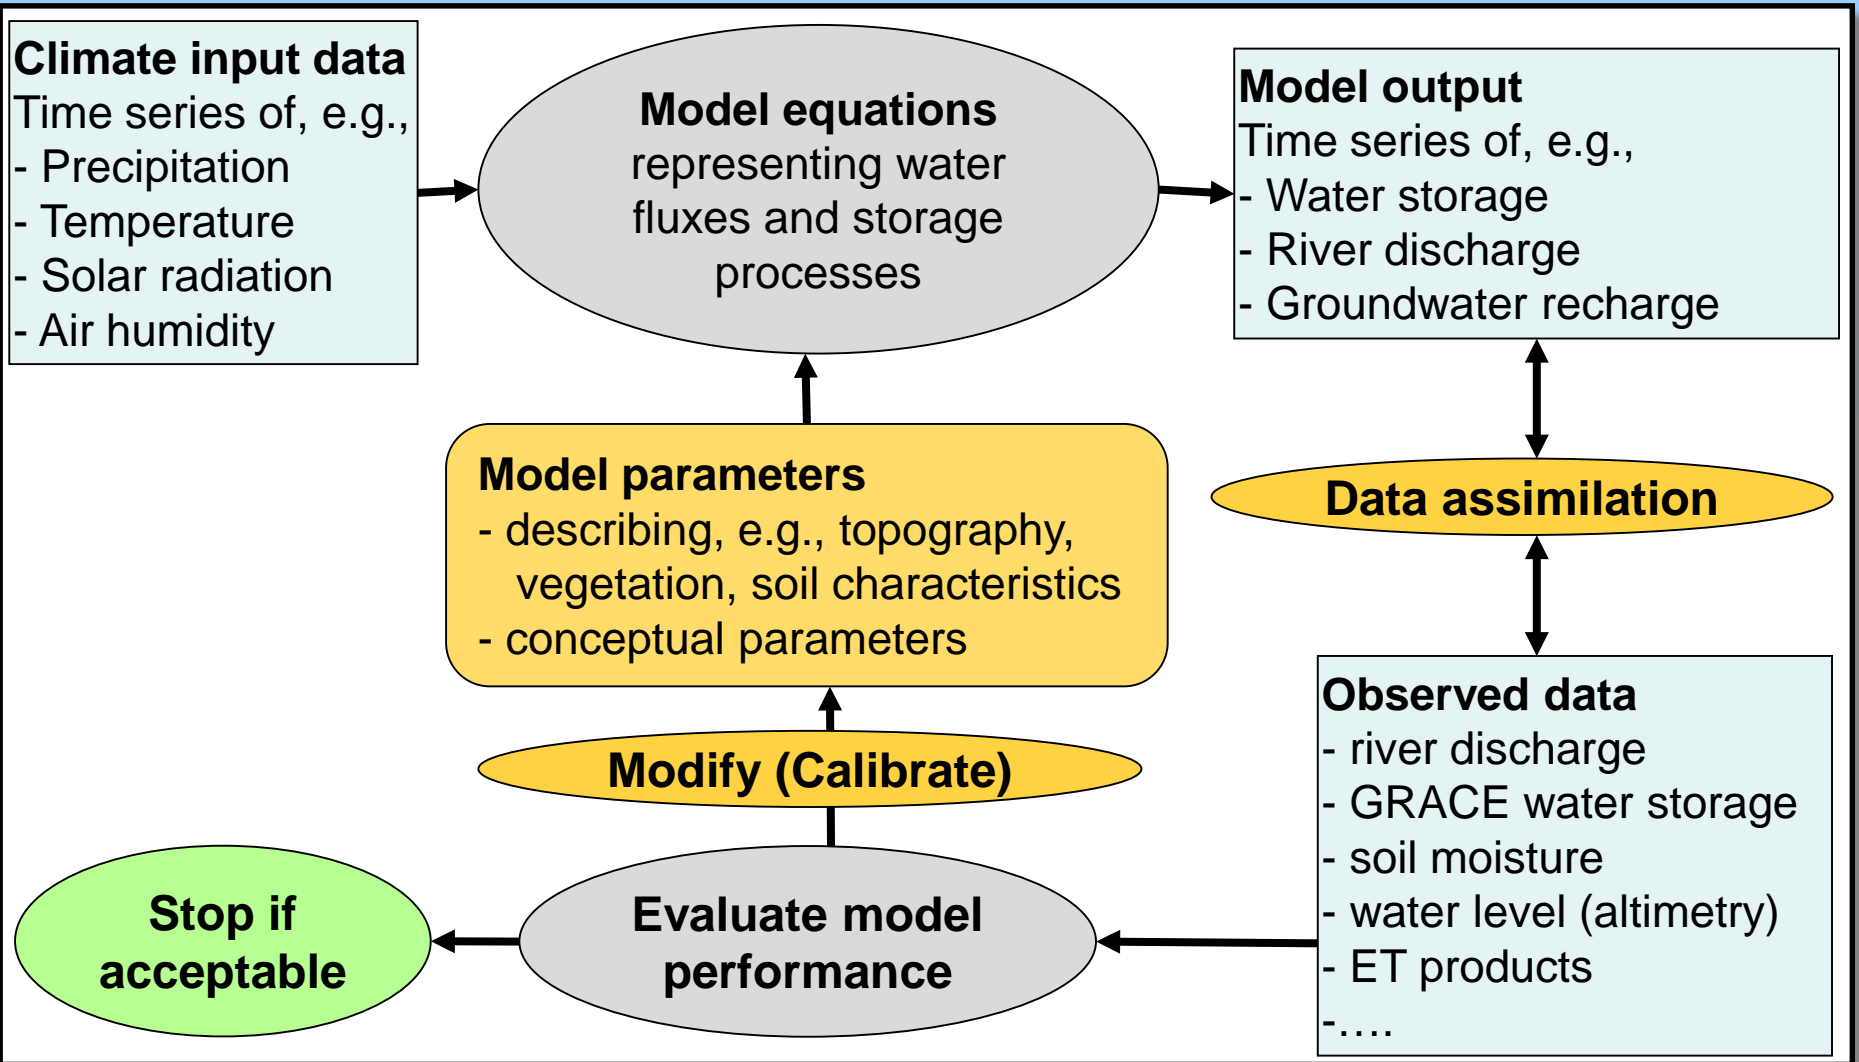 Climate input data
Time series of, e.g.,
- Precipitation
- Temperature
- Solar radiation
- Air humidity
Model equations
representing water
fluxes and storage
processes
Model output
Time series of, e.g.,
- Water storage
- River discharge
- Groundwater recharge
Model parameters
- describing, e.g., topography,
vegetation, soil characteristics
- conceptual parameters
Data assimilation
Observed data
- river discharge
- GRACE water storage
- soil moisture
- water level (altimetry)
- ET products
-....
Modify (Calibrate)
Evaluate model
performance
Stop if
acceptable